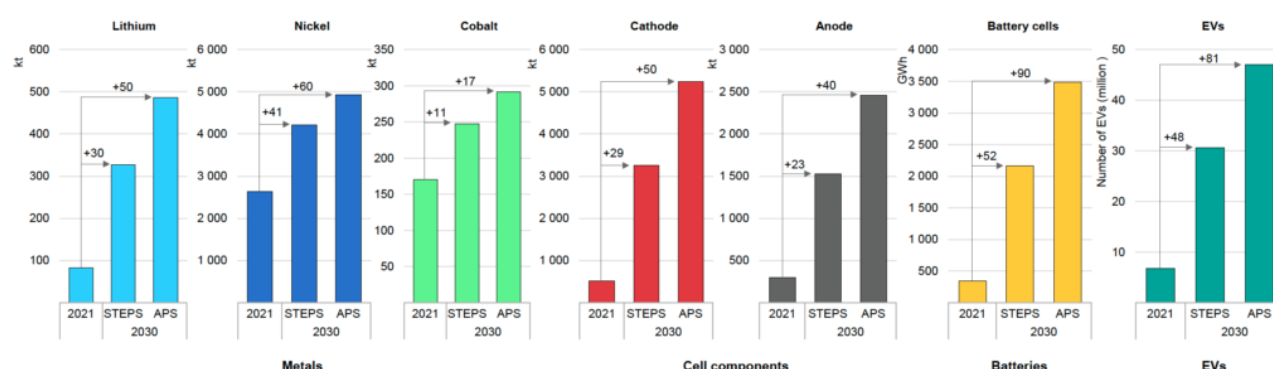 Lithium
600
500
400
300
200
100
kt
+50
+30
2021 STEPS APS
2030
Nickel
6 000
5 000
4 000
3 000
2 000
1 000
kt
+60
+41
2021 STEPS APS
2030
Cobalt
350
300
250
200
150
100
50
kt
+17
+11
2021 STEPS APS
2030
Cathode
6 000
5 000
4 000
3 000
2 000
1 000
kt
+50
+29
2021 STEPS APS
2030
Anode
3 000
2 500
2 000
1 500
1 000
500
kt
+40
+23
2021 STEPS APS
2030
Battery cells
4 000
3 500
3 000
2 500
2 000
1 500
1 000
500
GWh
+90
+52
2021 STEPS APS
2030
EVs
50
40
30
20
10
Number of EVs (million)
+81
+48
2021 STEPS APS
2030
Metals
Cell components
Batteries
EVs